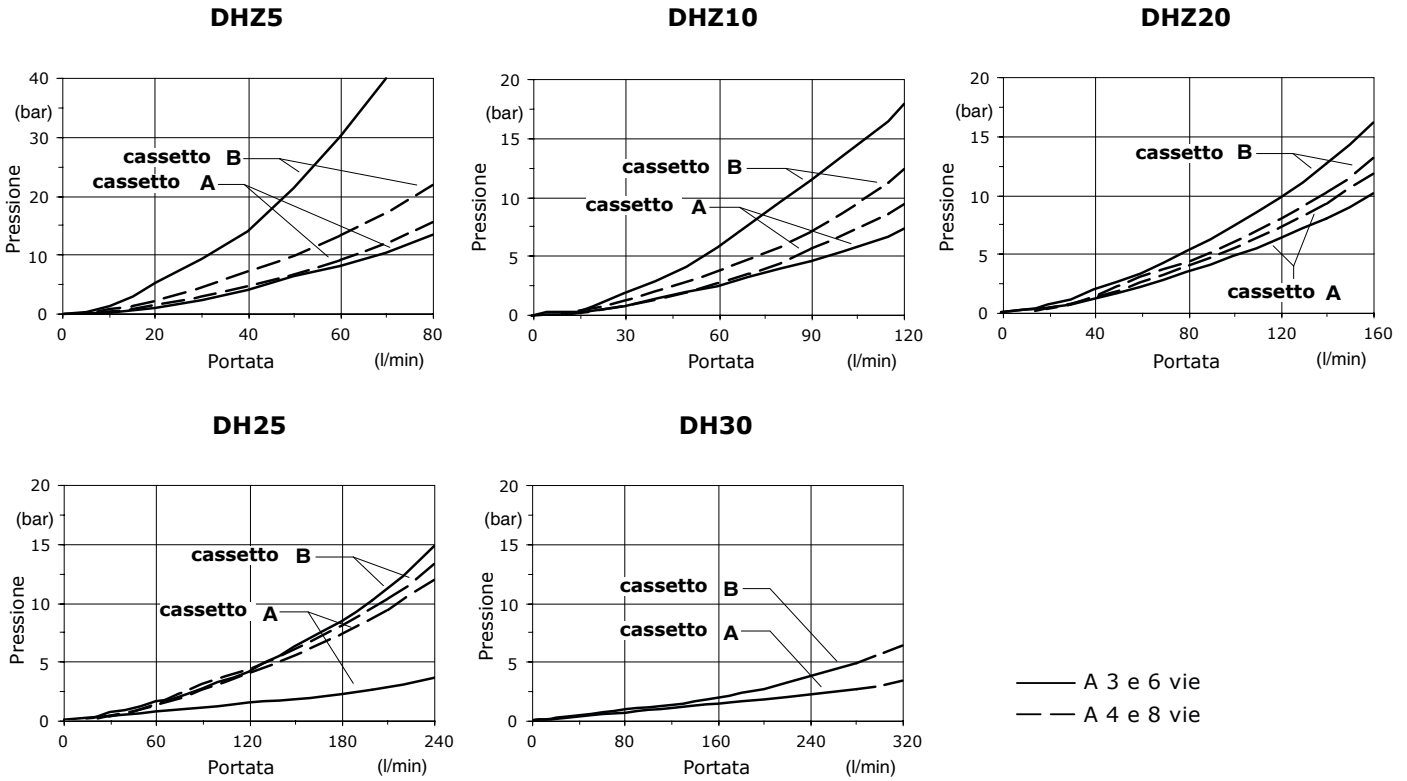 DHZ5
DHZ10
DHZ20
40
(bar)
30
20
10
0
Pressione
cassetto B
cassetto A
0
20
40
60
80
Portata
(l/min)
20
(bar)
15
10
5
0
Pressione
cassetto B
cassetto A
0
30
60
90
120
Portata
(l/min)
20
(bar)
15
10
5
0
Pressione
cassetto B
cassetto A
0
40
80
120
160
Portata
(l/min)
DH25
DH30
20
(bar)
15
10
5
0
Pressione
cassetto B
cassetto A
0
60
120
180
240
Portata
(l/min)
20
(bar)
15
10
5
0
Pressione
cassetto B
cassetto A
0
80
160
240
320
Portata
(l/min)
A 3 e 6 vie
A 4 e 8 vie